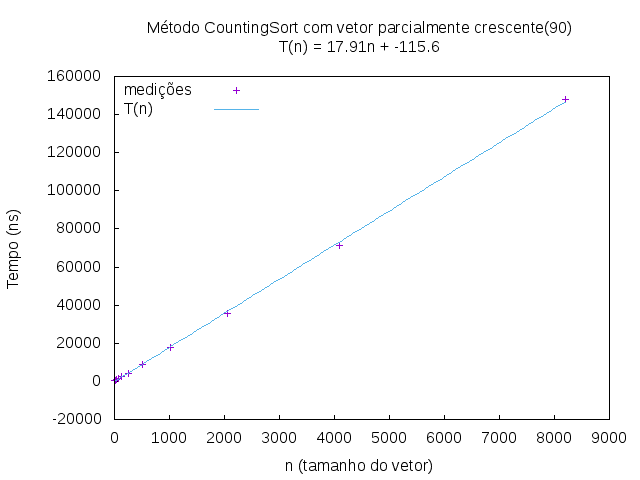 Método CountingSort com vetor parcialmente crescente(90)
T(n) = 17.91n + -115.6
160000
140000
120000
100000
80000
60000
40000
20000
0
-20000
medições
T(n)
Tempo (ns)
0 1000 2000 3000 4000 5000 6000 7000 8000 9000
n (tamanho do vetor)